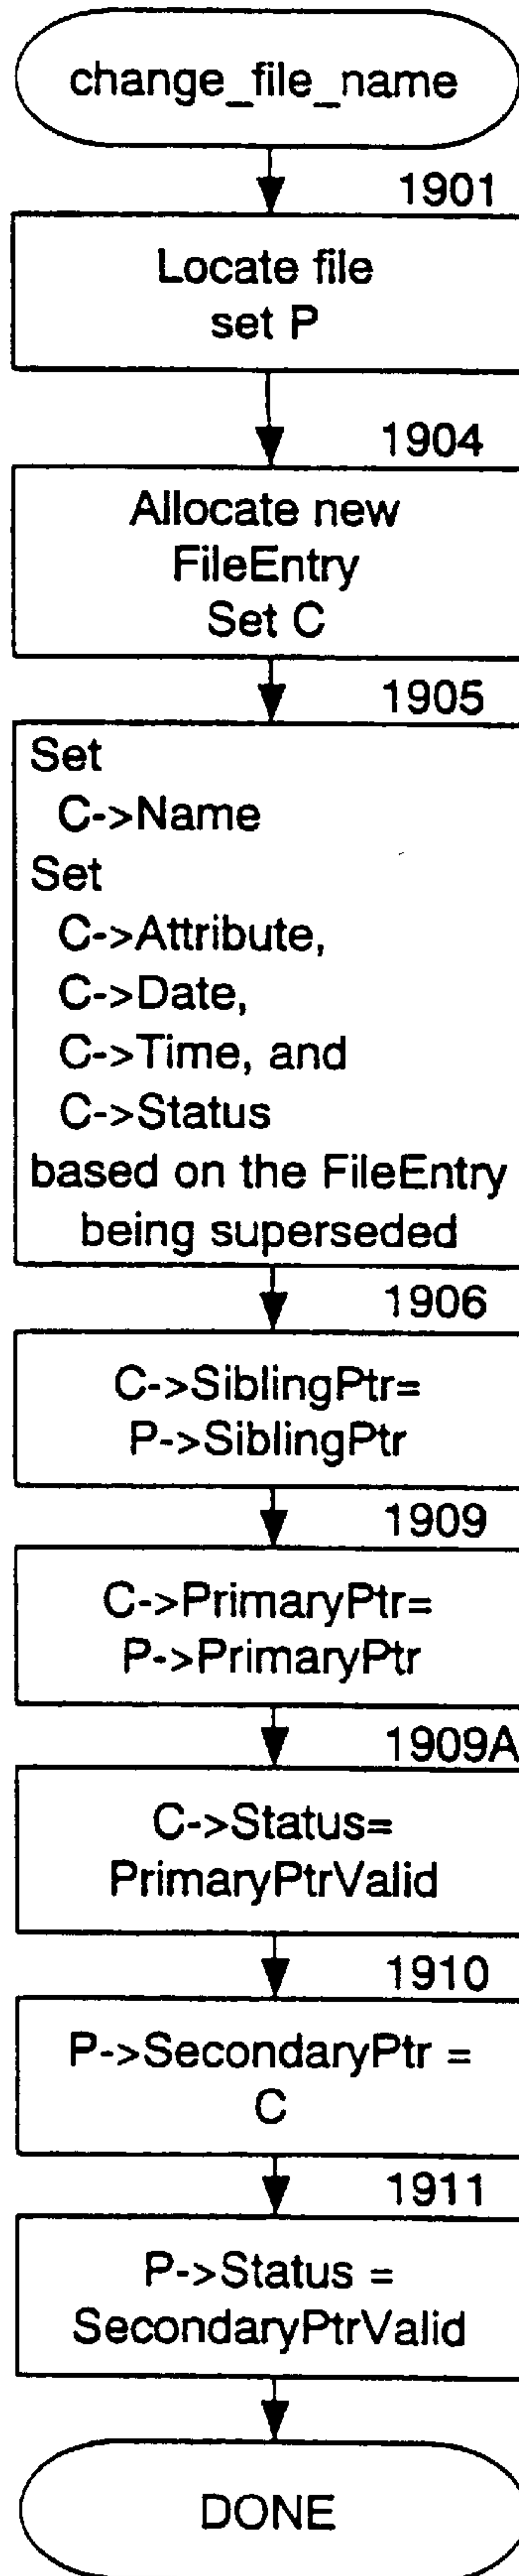 change_file_name
1901
Locate file
set P
1904
Allocate new
FileEntry
Set C
1905
Set
C->Name
Set
C->Attribute,
C->Date,
C->Time, and
C->Status
based on the FileEntry
being superseded
1906
C->SiblingPtr=
P->SiblingPtr
1909
C->PrimaryPtr=
P->PrimaryPtr
1909A
C->Status=
PrimaryPtrValid
1910
P->SecondaryPtr =
C
1911
P->Status =
SecondaryPtrValid
DONE